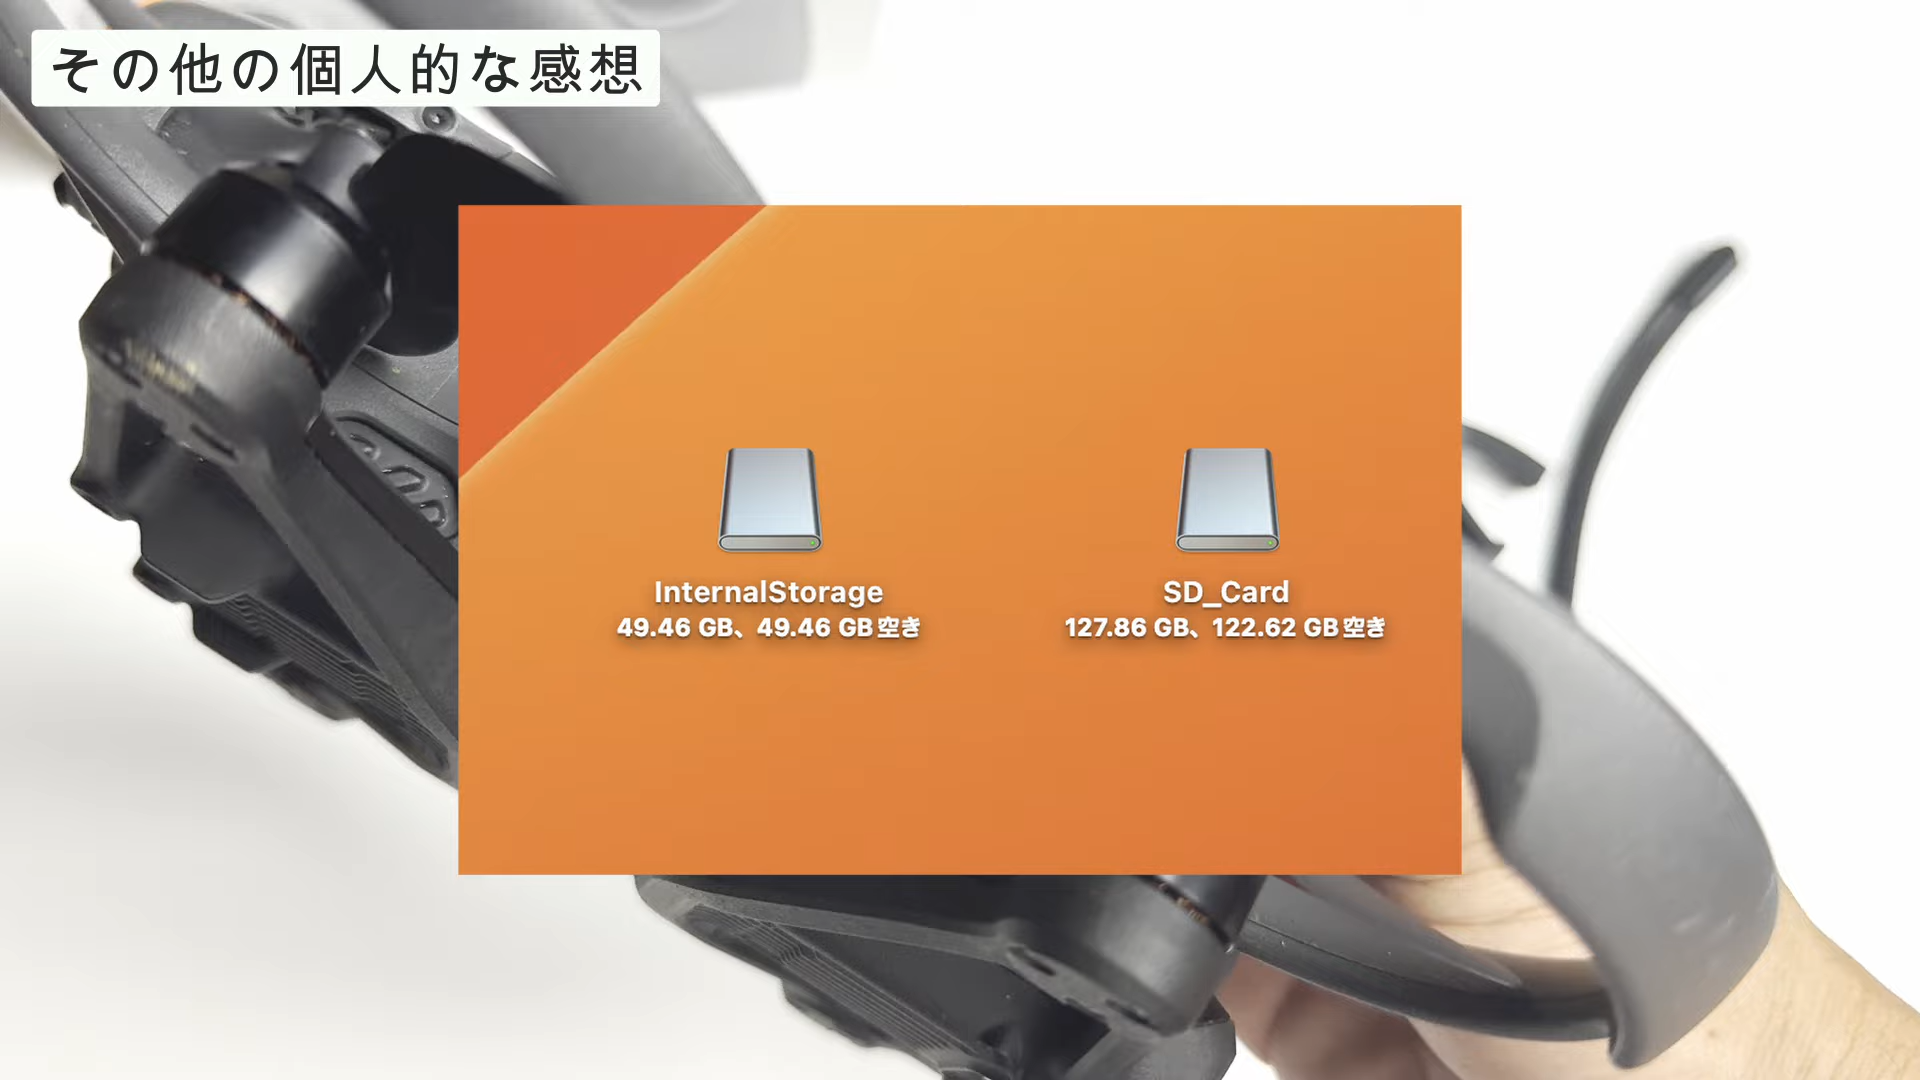 その他の個人的な感想
InternalStorage
49.46 GB、49.46 GB空き
SD_Card
127.86 GB、122.62 GB空き